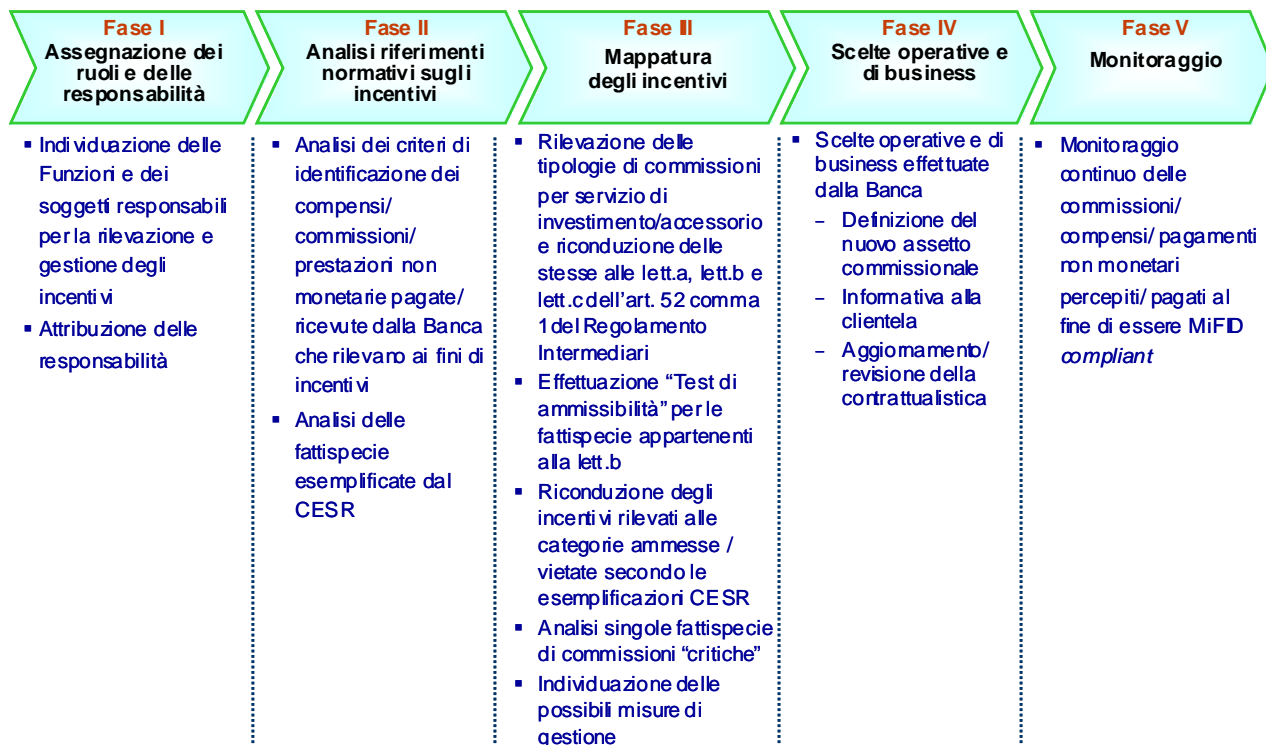 Fase I
Assegnazione dei
ruoli e delle
responsabilità
Fase II
Analisi riferimenti
normativi sugli
incentivi
Fase III
Mappatura
degli incentivi
Fase IV
Scelte operative e
di business
Fase V
Monitoraggio
▪ Individuazione delle
Funzioni e dei
soggetti responsabili
per la rilevazione e
gestione degli
incentivi
▪ Attribuzione delle
responsabilità
▪ Analisi dei criteri di
identificazione dei
compensi/
commissioni/
prestazioni non
monetarie pagate/
ricevute dalla Banca
che rilevano ai fini di
incentivi
▪ Analisi delle
fattispecie
esemplificate dal
CESR
▪ Rilevazione delle
tipologie di commissioni
per servizio di
investimento/accessorio
e riconduzione delle
stesse alle lett.a, lett.b e
lett.c dell'art. 52 comma
1 del Regolamento
Intermediari
▪ Effettuazione "Test di
ammissibilità" per le
fattispecie appartenenti
alla lett.b
▪ Riconduzione degli
incentivi rilevati alle
categorie ammesse /
vietate secondo le
esemplificazioni CESR
▪ Analisi singole fattispecie
di commissioni "critiche"
▪ Individuazione delle
possibili misure di
gestione
▪ Scelte operative e di
business effettuate
dalla Banca
– Definizione del
nuovo assetto
commissionale
– Informativa alla
clientela
– Aggiornamento/
revisione della
contrattualistica
▪ Monitoraggio
continuo delle
commissioni/
compensi/ pagamenti
non monetari
percepiti/ pagati al
fine di essere MiFID
compliant